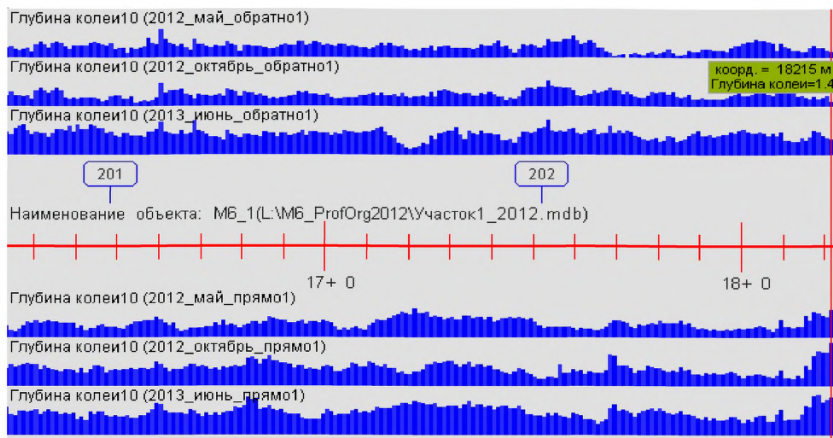 Глубина колеи10 (2012_май_обратно1)
Глубина колеи10 (2012_октябрь_обратно1)
коорд. = 18215 м
Глубина колеи=1.4
Глубина колеи10 (2013_июнь_обратно1)
201
202
Наименование объекта: М6_1(L:\M6_ProfOrg2012\Участок1_2012.mdb)
17+ 0
18+ 0
Глубина колеи10 (2012_май_прямо1)
Глубина колеи10 (2012_октябрь_прямо1)
Глубина колеи10 (2013_июнь_прямо1)